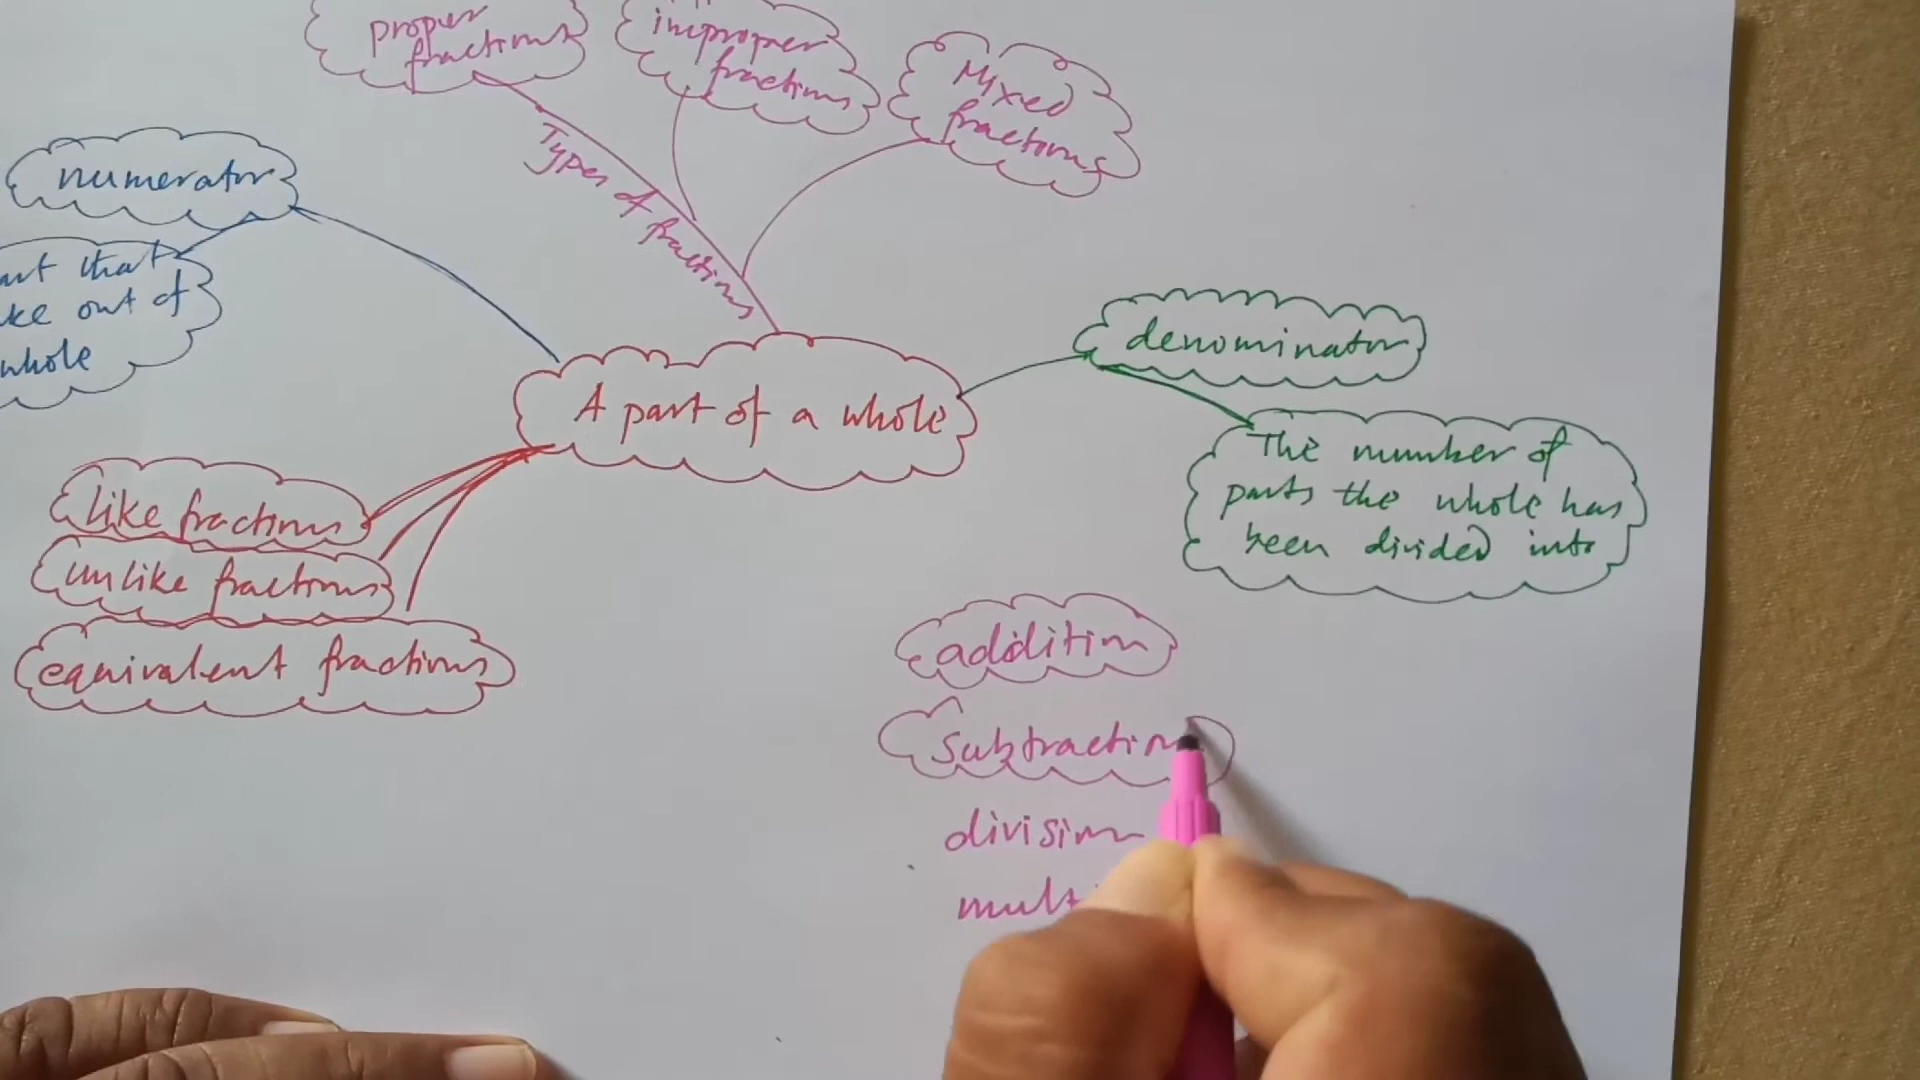 proper
fractions
improper
fractions
Mixed
fractions
Types of fractions
numerator
that
out of
whole
A part of a whole
denominator
The number of
parts the whole has
been divided into
like fractions
unlike fractions
equivalent fractions
addition
subtraction
division